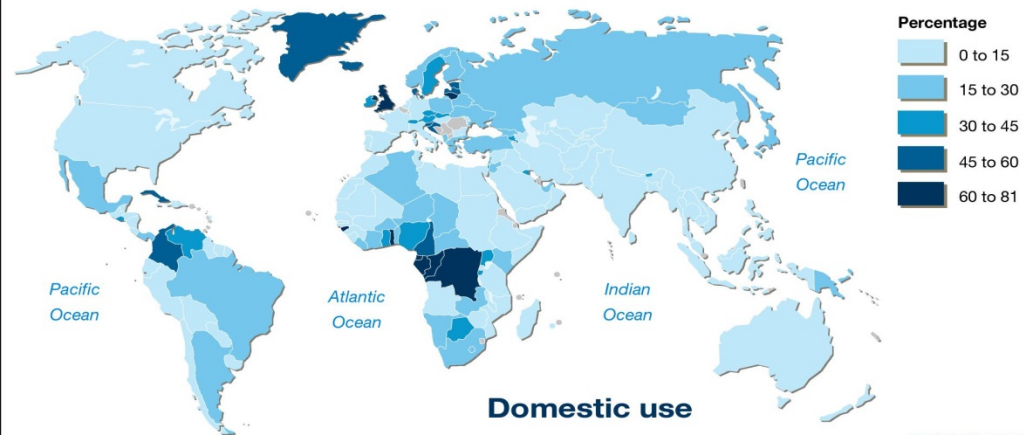 Percentage
0 to 15
15 to 30
30 to 45
45 to 60
60 to 81
Pacific
Ocean
Pacific
Ocean
Atlantic
Ocean
Indian
Ocean
Domestic use